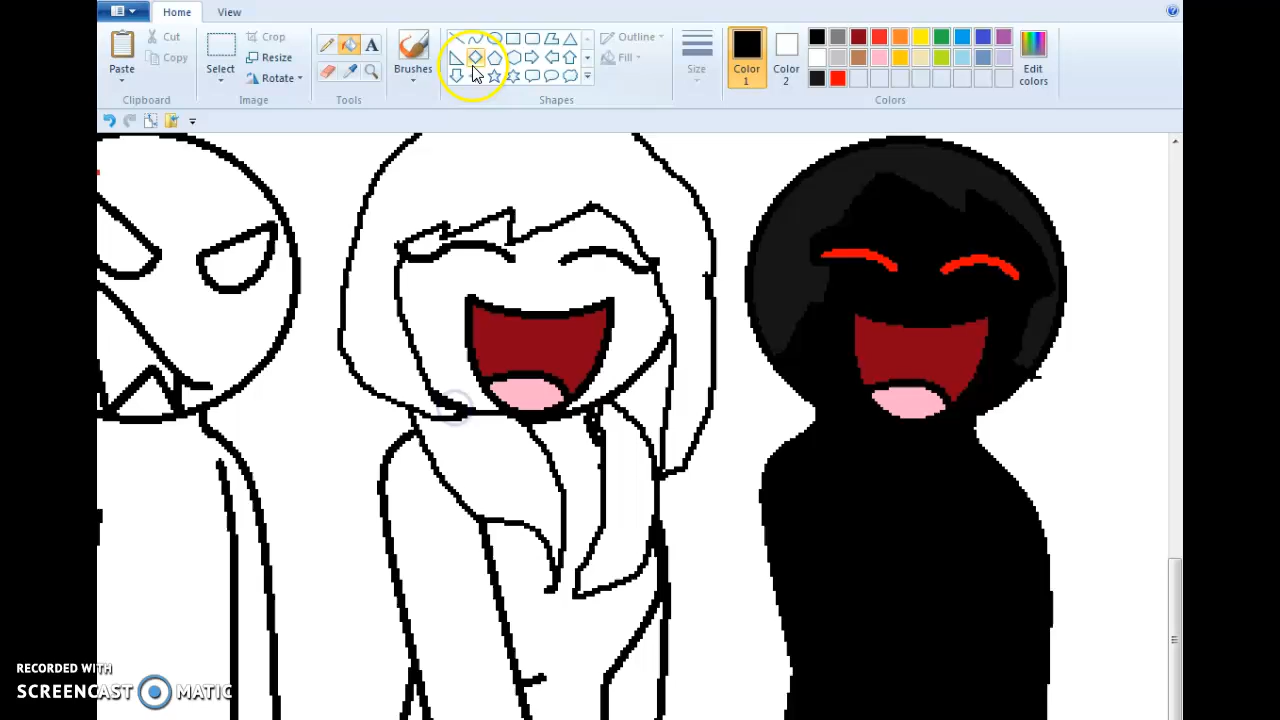 Home View
Paste
Cut
Copy
Clipboard
Select
Crop
Resize
Rotate
Image
A
Tools
Brushes
Outline
Fill
Shapes
Size
Color 1
Color 2
Edit colors
Colors
RECORDED WITH
SCREENCAST MATIC